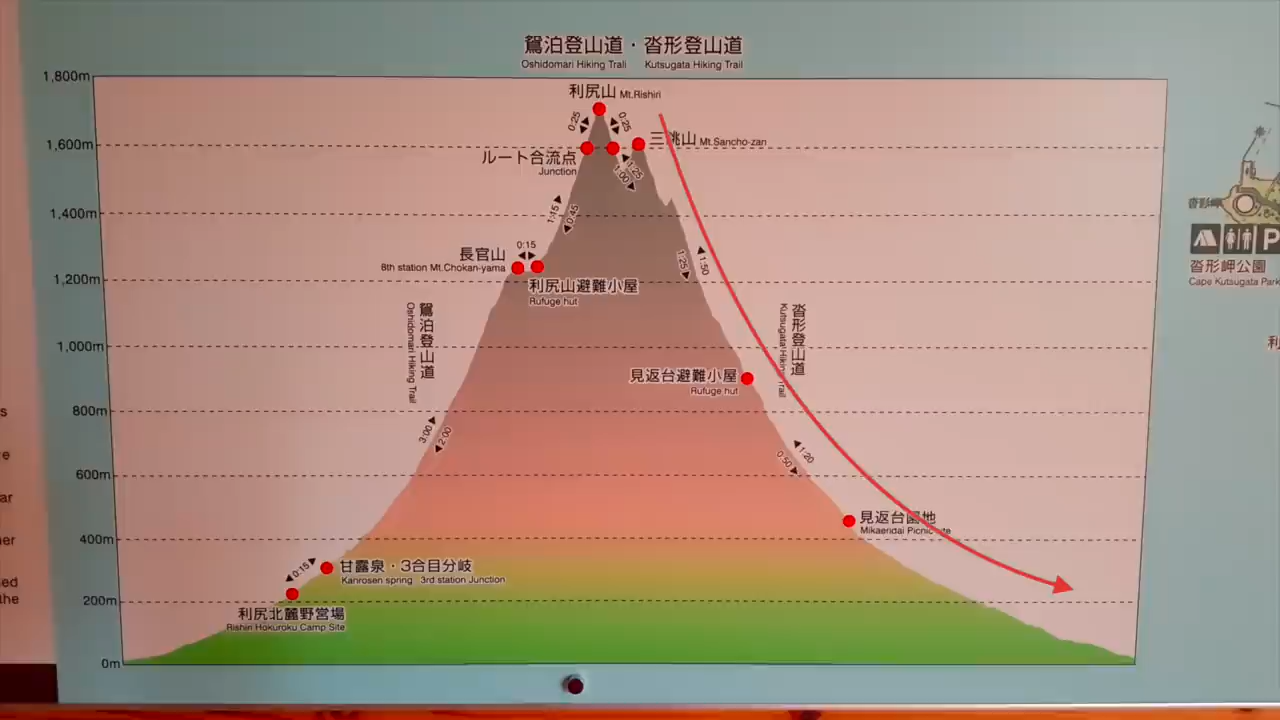 鴛泊登山道・沓形登山道
Oshidomari Hiking Trail Kutsugata Hiking Trail
1,800m
利尻山 Mt.Rishiri
0:25
0:25
1,600m
三眺山 Mt.Sancho-zan
ルート合流点
Junction
1:25
1:00
1,400m
1:45
0:45
沓形岬
P
沓形岬公園
Cape Kutsugata Park
0:15
長官山
8th station Mt.Chokan-yama
1:25
1:50
1,200m
利尻山避難小屋
Rufuge hut
鴛泊登山道
Oshidomari Hiking Trail
沓形登山道
Kutsugata Hiking Trail
1,000m
見返台避難小屋
Rufuge hut
800m
3:00
2:00
1:20
0:50
600m
見返台園地
400m
甘露泉・3合目分岐
Kanrosen spring 3rd station Junction
0:15
200m
利尻北麓野営場
Rishiri Hokuroku Camp Site
0m